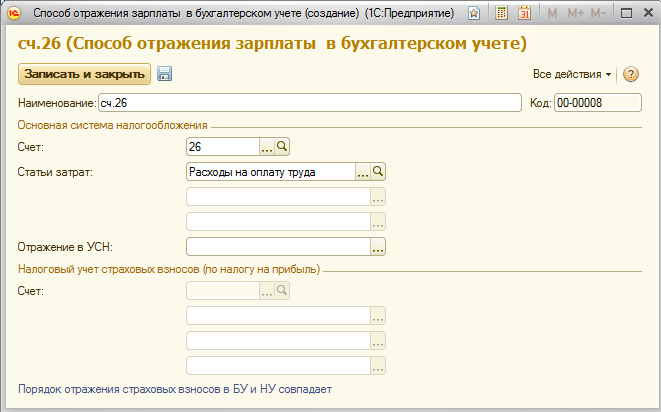 Способ отражения зарплаты в бухгалтерском учете (создание) (1С:Предприятие) M M+ M-
сч.26 (Способ отражения зарплаты в бухгалтерском учете)
Записать и закрыть Все действия ?
Наименование: сч.26 Код: 00-00008
Основная система налогообложения
Счет: 26 ...
Статьи затрат: Расходы на оплату труда ...
...
...
Отражение в УСН: ...
Налоговый учет страховых взносов (по налогу на прибыль)
Счет: ...
...
...
...
Порядок отражения страховых взносов в БУ и НУ совпадает